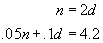 n = 2d
.05n + .1d = 4.2